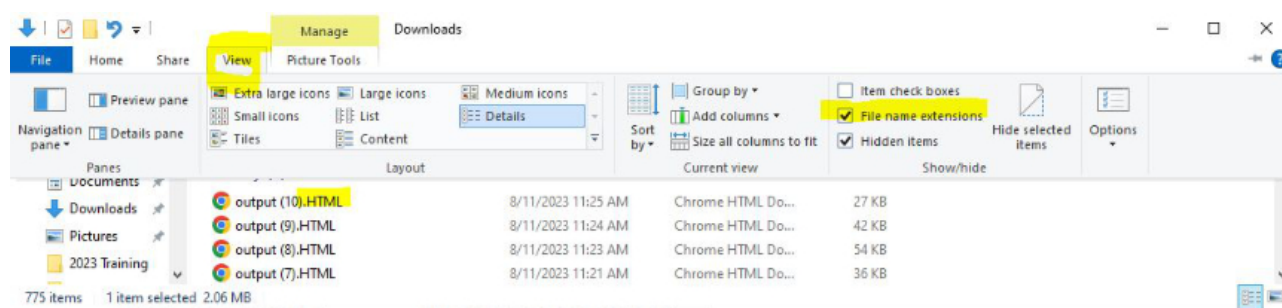 Manage Downloads
File Home Share View Picture Tools
Preview pane
Details pane
Navigation pane
Panes
Extra large icons Large icons Medium icons
Small icons List Details
Tiles Content
Layout
Sort by
Group by
Add columns
Size all columns to fit
Current view
Item check boxes
File name extensions
Hidden items
Hide selected items
Show/hide
Options
Documents
Downloads
Pictures
2023 Training
output (10).HTML 8/11/2023 11:25 AM Chrome HTML Do... 27 KB
output (9).HTML 8/11/2023 11:24 AM Chrome HTML Do... 42 KB
output (8).HTML 8/11/2023 11:23 AM Chrome HTML Do... 54 KB
output (7).HTML 8/11/2023 11:21 AM Chrome HTML Do... 36 KB
775 items 1 item selected 2.06 MB